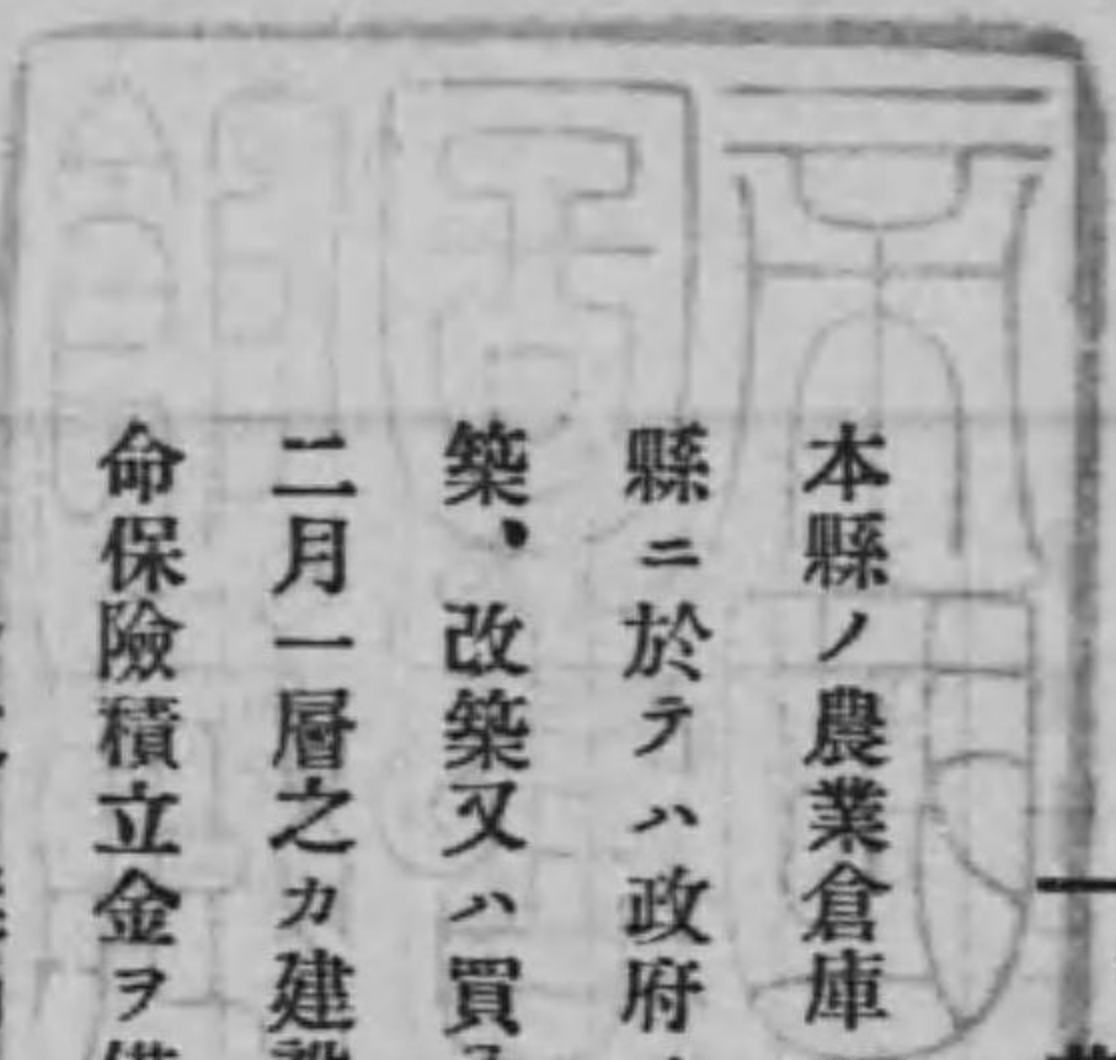 本縣ノ農業倉庫
縣ニ於テハ政府
築、改築又ハ買
二月一層之カ建設
命保險積立金ヲ